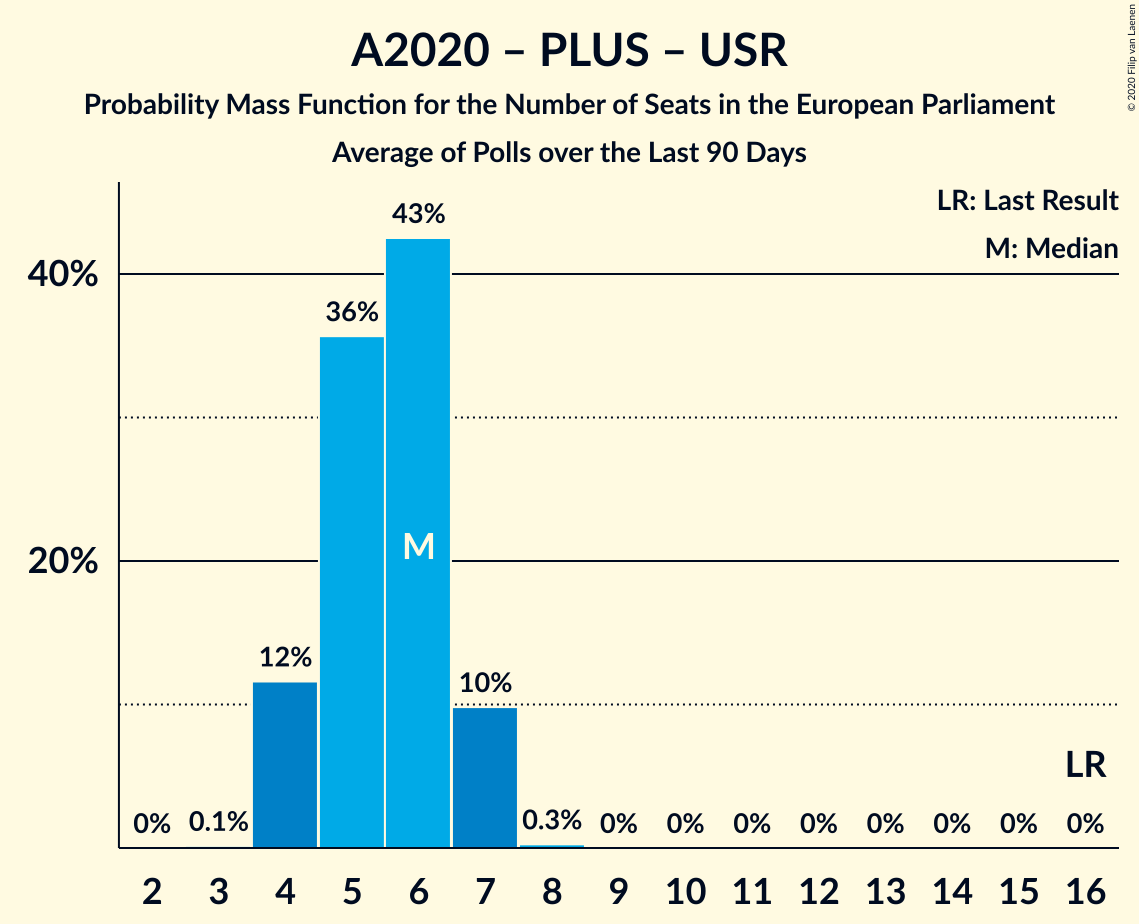 A2020 – PLUS – USR
Probability Mass Function for the Number of Seats in the European Parliament
Average of Polls over the Last 90 Days
© 2020 Filip van Laenen
LR: Last Result
M: Median
43%
40%
36%
M
20%
12%
10%
LR
0% 0.1% 0.3% 0% 0% 0% 0% 0% 0% 0% 0%
2 3 4 5 6 7 8 9 10 11 12 13 14 15 16